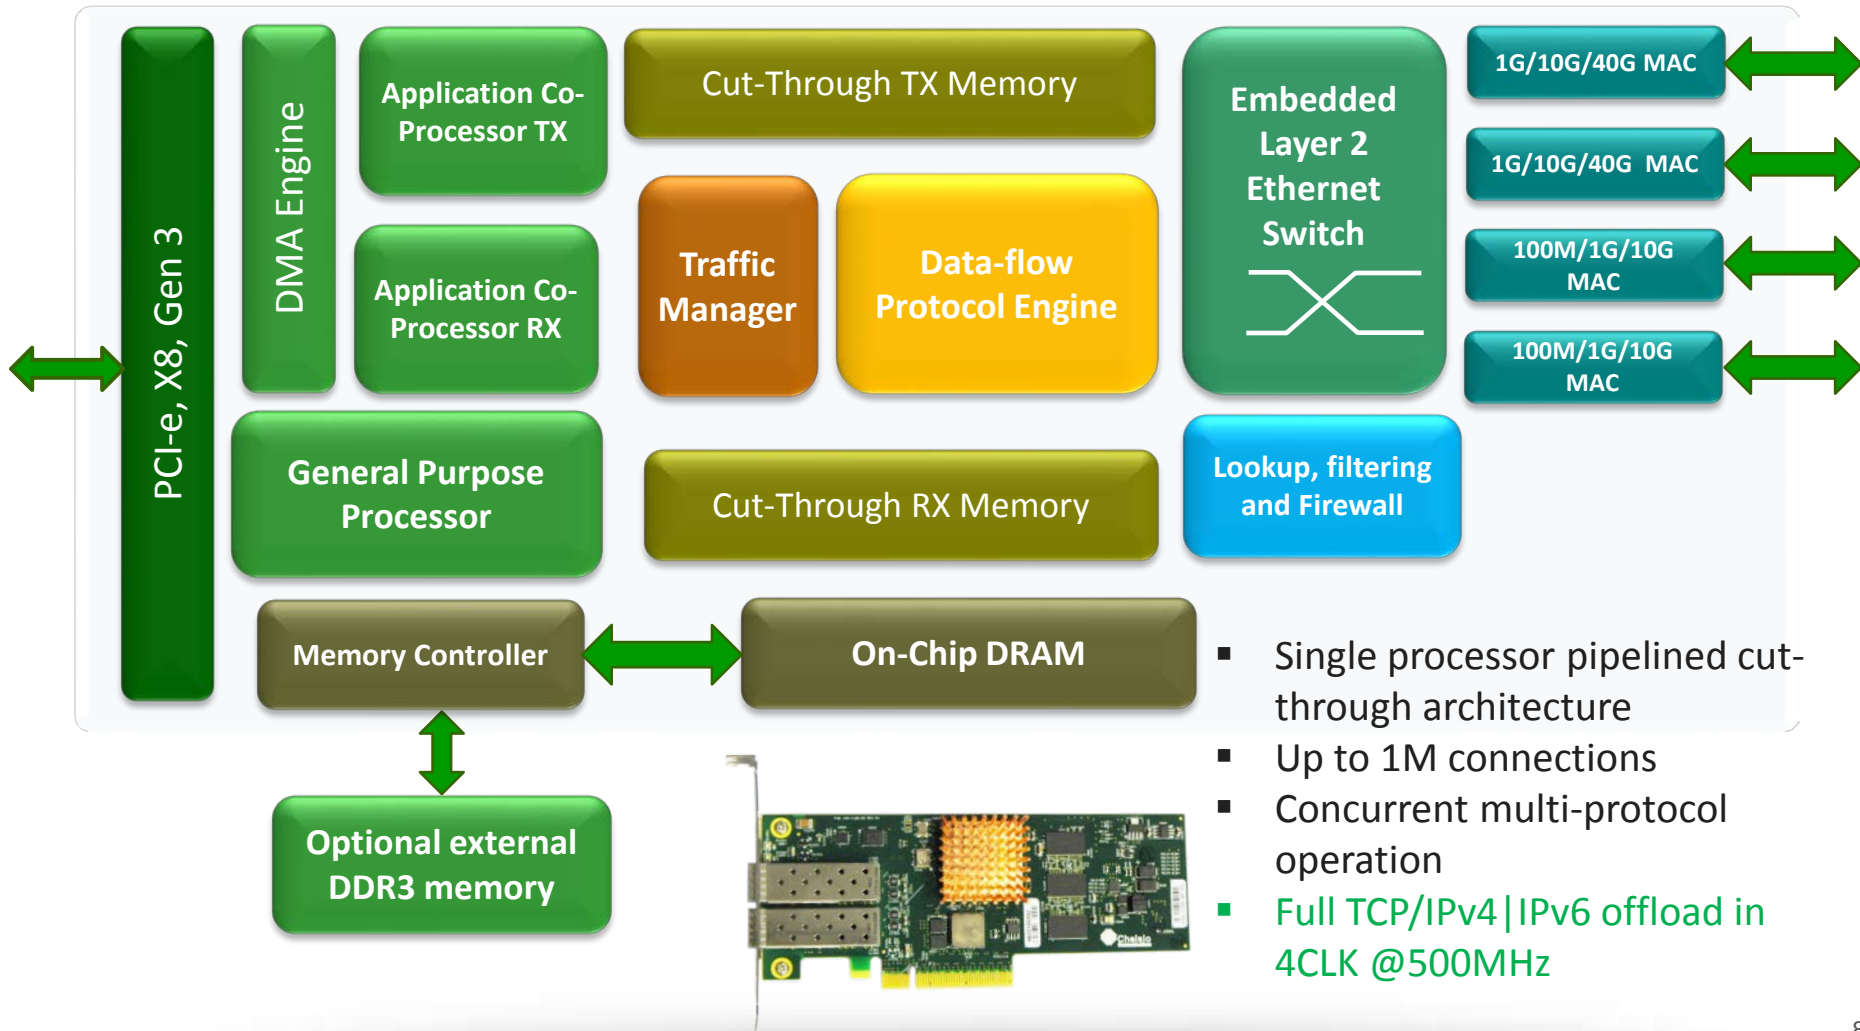 PCI-e, X8, Gen 3
DMA Engine
Application Co-
Processor TX
Application Co-
Processor RX
General Purpose
Processor
Cut-Through TX Memory
Traffic
Manager
Data-flow
Protocol Engine
Cut-Through RX Memory
Embedded
Layer 2
Ethernet
Switch
Lookup, filtering
and Firewall
1G/10G/40G MAC
1G/10G/40G  MAC
100M/1G/10G
MAC
100M/1G/10G
MAC
Memory Controller
On-Chip DRAM
Optional external
DDR3 memory
Chelsio
▪ Single processor pipelined cut-
through architecture
▪ Up to 1M connections
▪ Concurrent multi-protocol
operation
▪ Full TCP/IPv4|IPv6 offload in
4CLK @500MHz